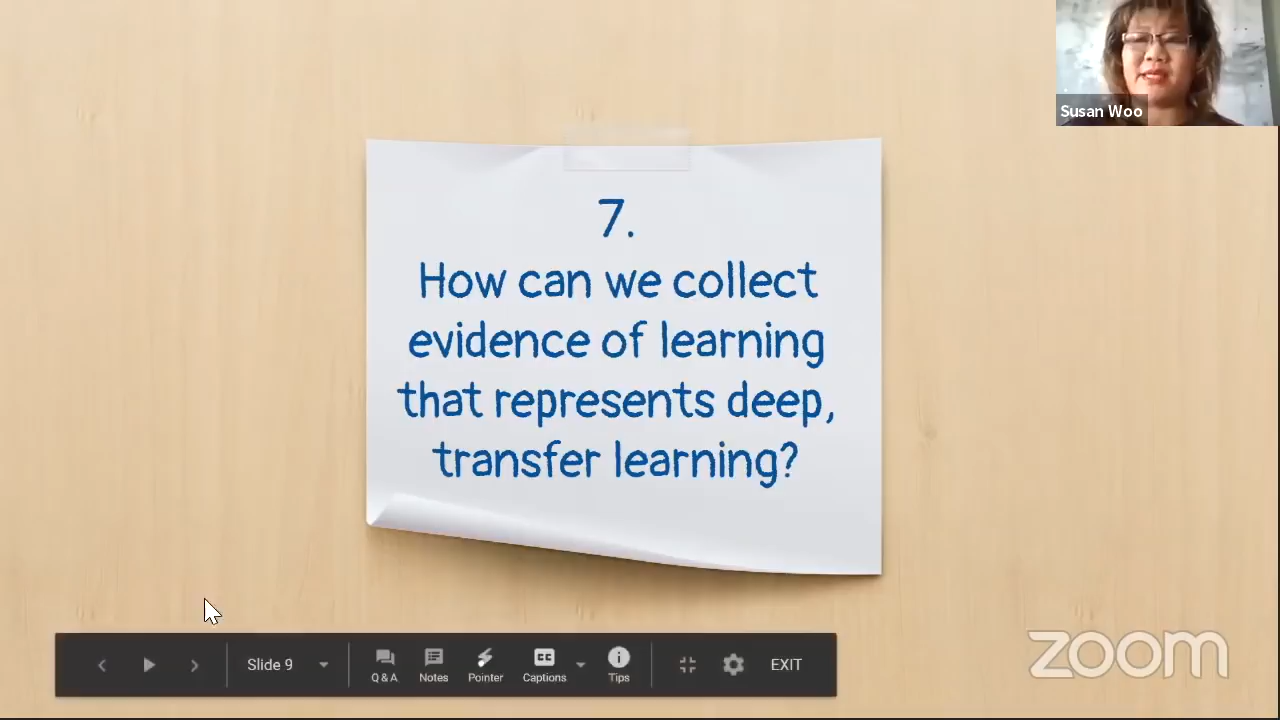 Susan Woo
7.
How can we collect
evidence of learning
that represents deep,
transfer learning?
Slide 9
Q & A
Notes
Pointer
Captions
Tips
EXIT
CC
zoom